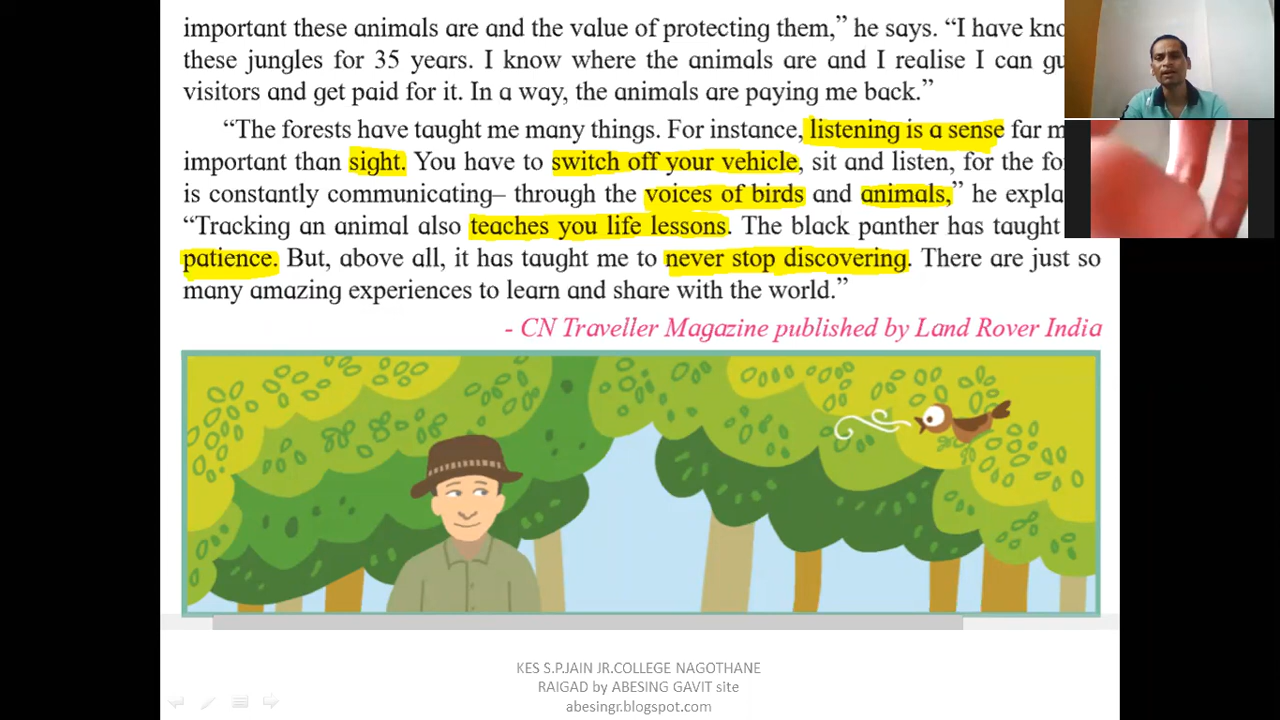 important these animals are and the value of protecting them,” he says. “I have
these jungles for 35 years. I know where the animals are and I realise I can
visitors and get paid for it. In a way, the animals are paying me back.”
“The forests have taught me many things. For instance, listening is a sense far
important than sight. You have to switch off your vehicle, sit and listen, for the
is constantly communicating– through the voices of birds and animals,” he
“Tracking an animal also teaches you life lessons. The black panther has taught
patience. But, above all, it has taught me to never stop discovering. There are just so
many amazing experiences to learn and share with the world.”
- CN Traveller Magazine published by Land Rover India
KES S.P.JAIN JR.COLLEGE NAGOTHANE
RAIGAD by ABESING GAVIT site
abesingr.blogspot.com